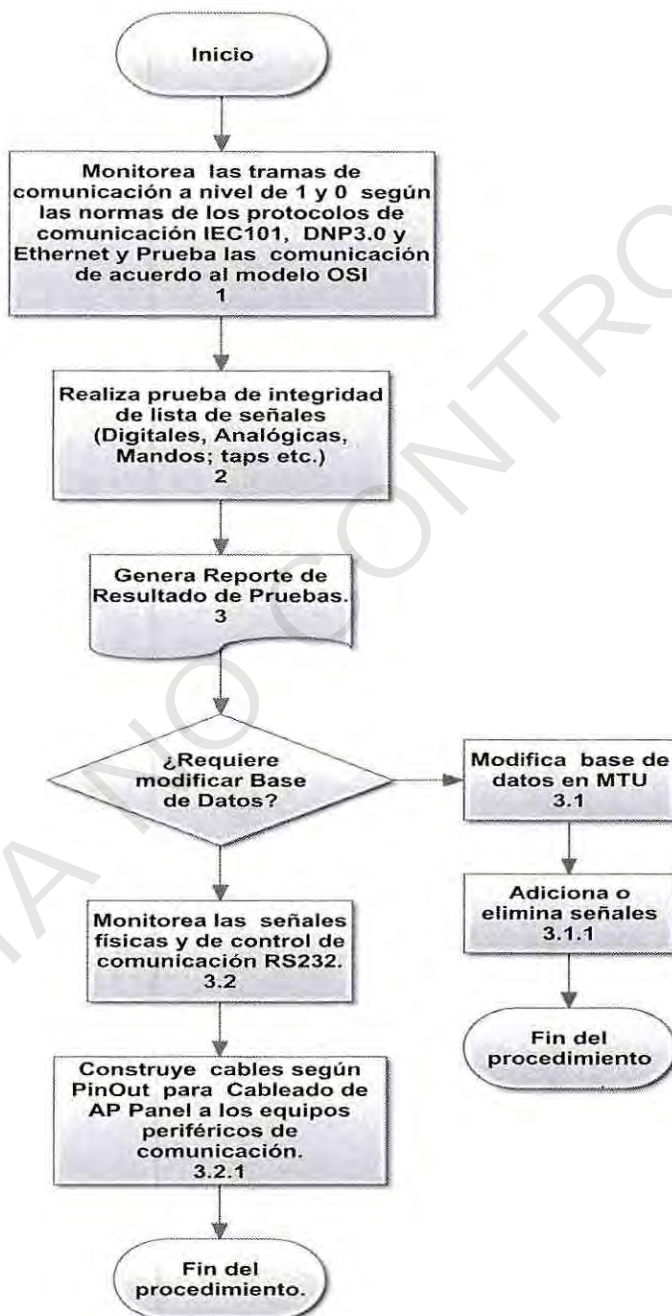 Inicio
Monitorea las tramas de
comunicación a nivel de 1 y 0 según
las normas de los protocolos de
comunicación IEC101, DNP3.0 y
Ethernet y Prueba las comunicación
de acuerdo al modelo OSI
1
Realiza prueba de integridad
de lista de señales
(Digitales, Analógicas,
Mandos; taps etc.)
2
Genera Reporte de
Resultado de Pruebas.
3
¿Requiere
modificar Base
de Datos?
Modifica base de
datos en MTU
3.1
Adiciona o
elimina señales
3.1.1
Fin del
procedimiento
Monitorea las señales
físicas y de control de
comunicación RS232.
3.2
Construye cables según
PinOut para Cableado de
AP Panel a los equipos
periféricos de
comunicación.
3.2.1
Fin del
procedimiento.
IA NO CONTRO